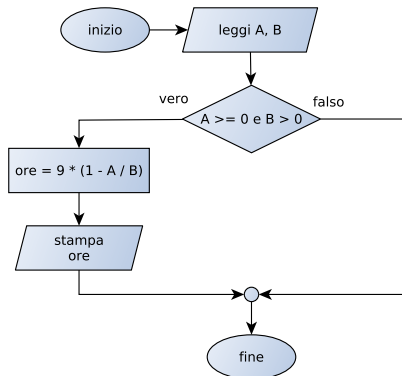 inizio
leggi A, B
vero
falso
A >= 0 e B > 0
ore = 9 * (1 - A / B)
stampa
ore
fine